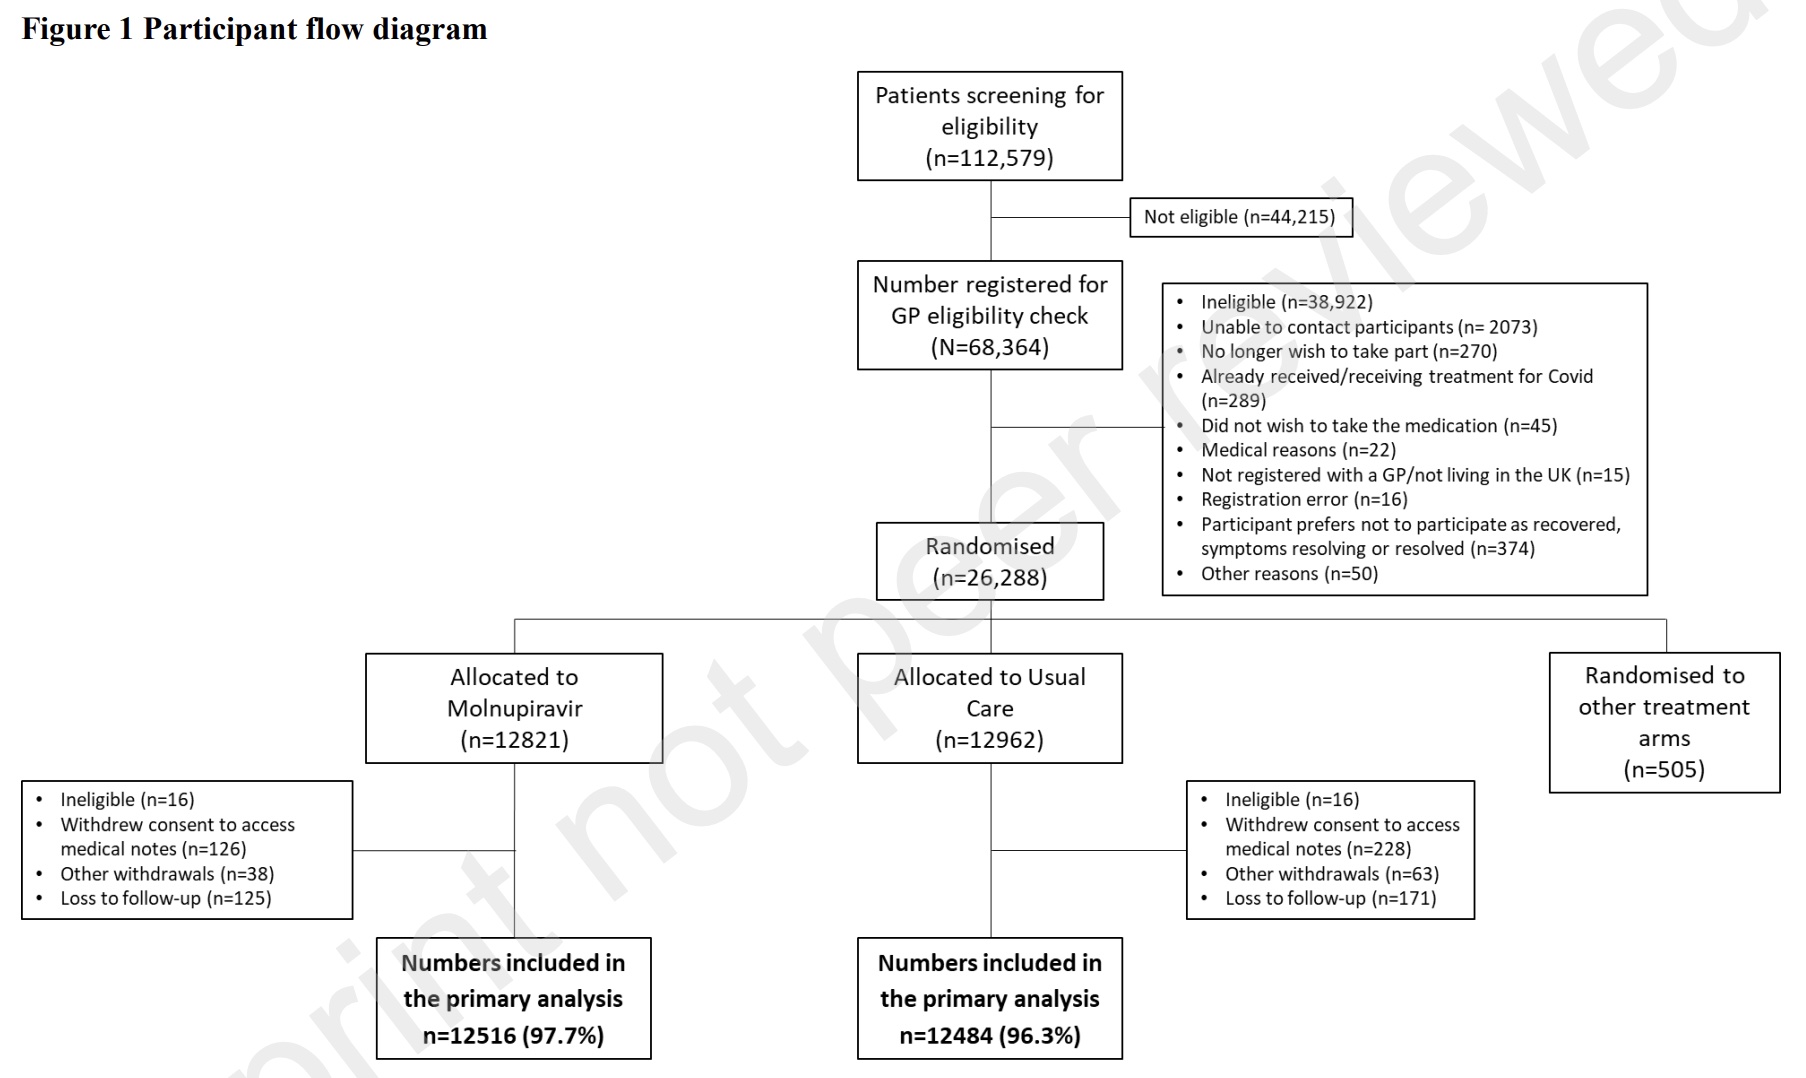 Figure 1 Participant flow diagram
Patients screening for
eligibility
(n=112,579)
Not eligible (n=44,215)
Number registered for
GP eligibility check
(N=68,364)
• Ineligible (n=38,922)
• Unable to contact participants (n= 2073)
• No longer wish to take part (n=270)
• Already received/receiving treatment for Covid
(n=289)
• Did not wish to take the medication (n=45)
• Medical reasons (n=22)
• Not registered with a GP/not living in the UK (n=15)
• Registration error (n=16)
• Participant prefers not to participate as recovered,
symptoms resolving or resolved (n=374)
• Other reasons (n=50)
Randomised
(n=26,288)
Allocated to
Molnupiravir
(n=12821)
Allocated to Usual
Care
(n=12962)
Randomised to
other treatment
arms
(n=505)
• Ineligible (n=16)
• Withdrew consent to access
medical notes (n=126)
• Other withdrawals (n=38)
• Loss to follow-up (n=125)
• Ineligible (n=16)
• Withdrew consent to access
medical notes (n=228)
• Other withdrawals (n=63)
• Loss to follow-up (n=171)
Numbers included in
the primary analysis
n=12516 (97.7%)
Numbers included in
the primary analysis
n=12484 (96.3%)
print not peer reviewed